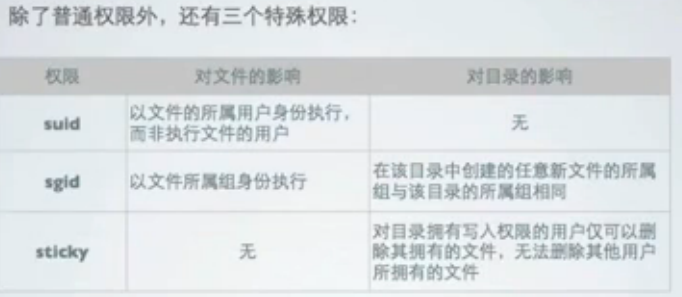 除了普通权限外，还有三个特殊权限：
权限 对文件的影响 对目录的影响
suid 以文件的所属用户身份执行，
而非执行文件的用户 无
sgid 以文件所属组身份执行 在该目录中创建的任意新文件的所属
组与该目录的所属组相同
sticky 无 对目录拥有写入权限的用户仅可以删
除其拥有的文件，无法删除其他用户
所拥有的文件